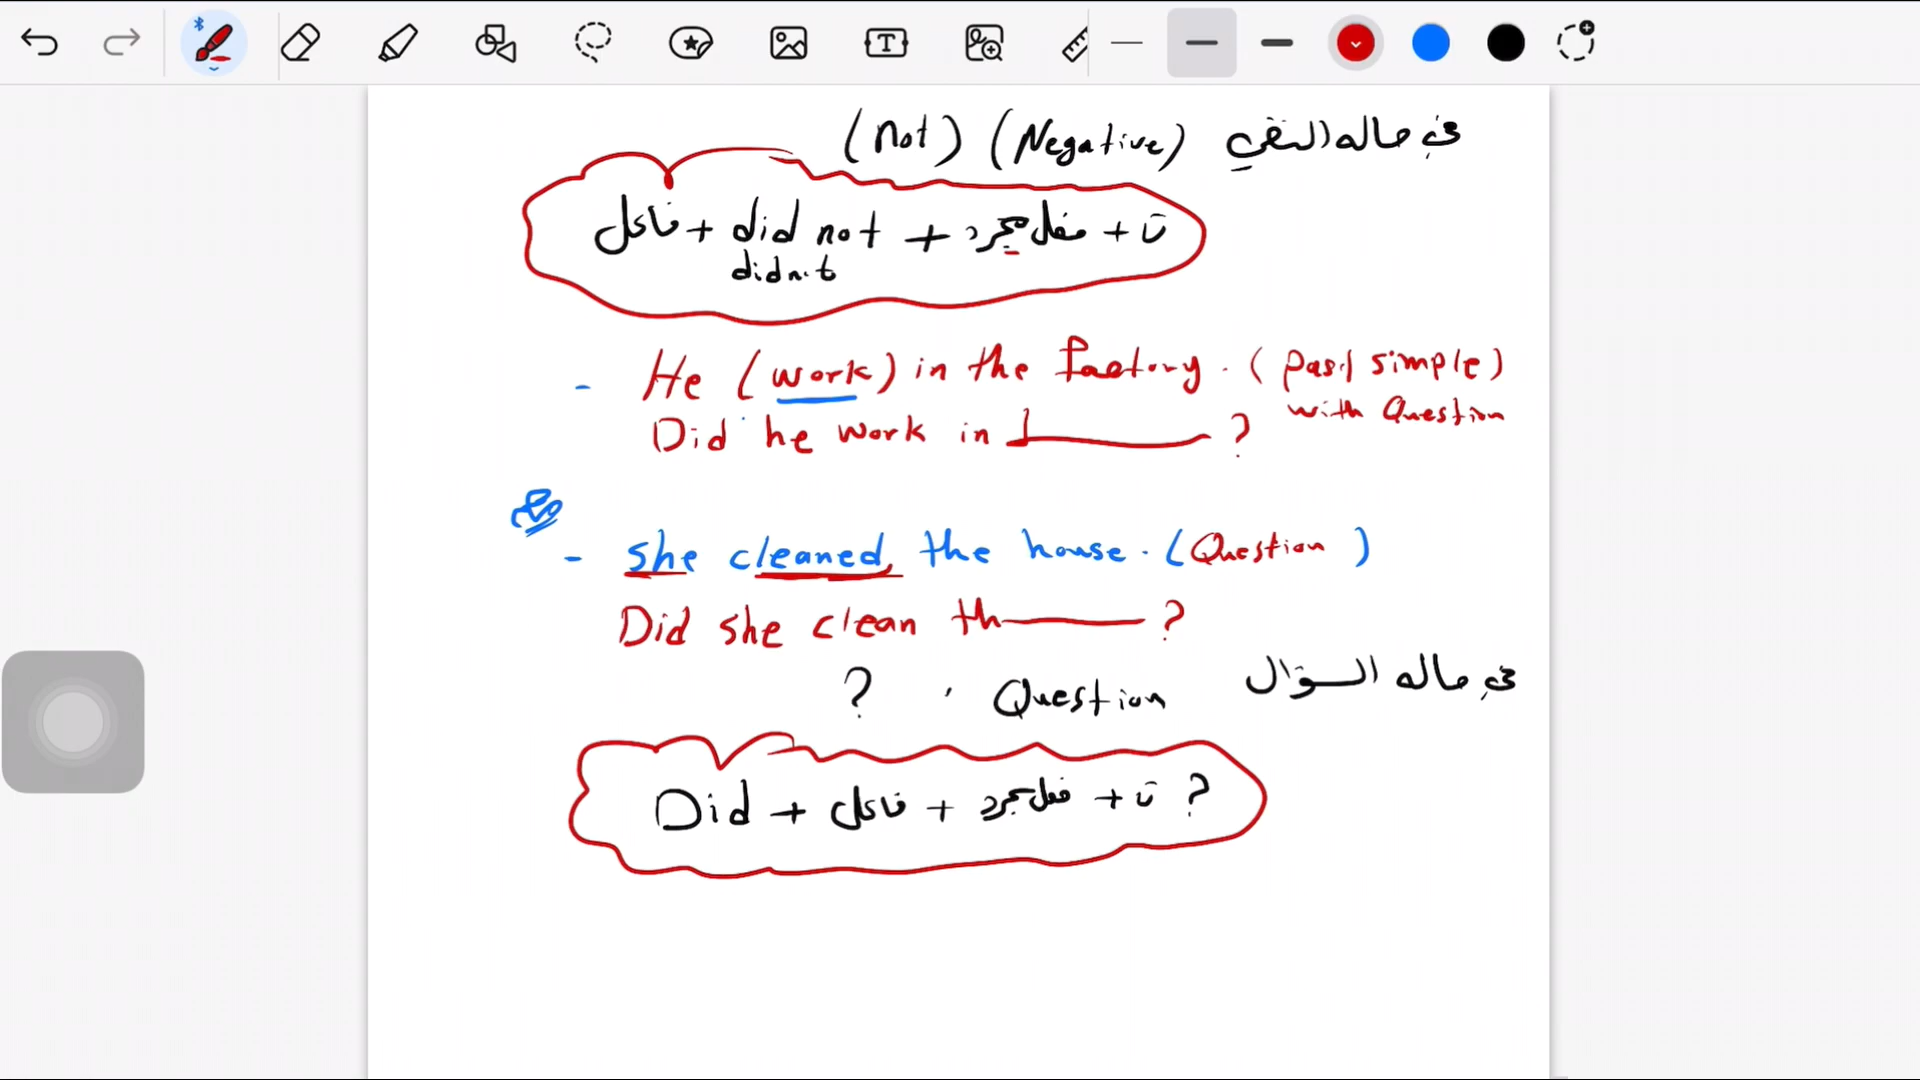 في حاله النفي (Negative) (not)
فاعل + did not + فعل مجرد + ت
didn't
- He (work) in the factory. (past simple)
with Question
Did he work in ?
- she cleaned the house. (Question)
Did she clean th ?
في حاله السؤال Question ?
Did + فاعل + فعل مجرد + ت ?